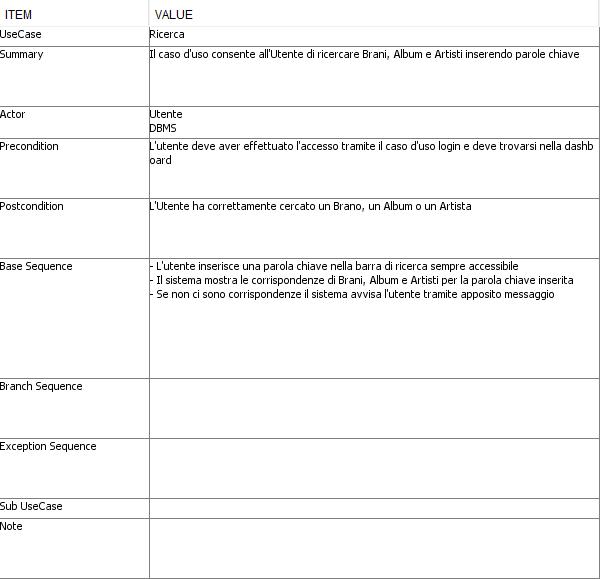 ITEM VALUE
UseCase Ricerca
Summary Il caso d'uso consente all'Utente di ricercare Brani, Album e Artisti inserendo parole chiave
Actor Utente
DBMS
Precondition L'utente deve aver effettuato l'accesso tramite il caso d'uso login e deve trovarsi nella dashb
oard
Postcondition L'Utente ha correttamente cercato un Brano, un Album o un Artista
Base Sequence - L'utente inserisce una parola chiave nella barra di ricerca sempre accessibile
- Il sistema mostra le corrispondenze di Brani, Album e Artisti per la parola chiave inserita
- Se non ci sono corrispondenze il sistema avvisa l'utente tramite apposito messaggio
Branch Sequence
Exception Sequence
Sub UseCase
Note